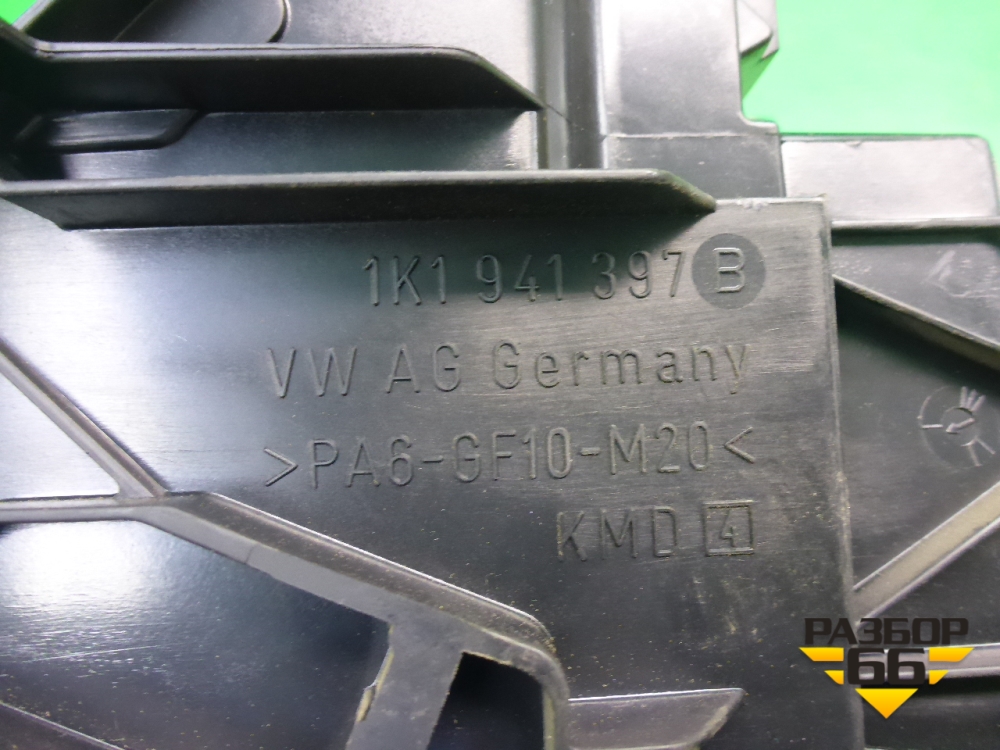 1K1 941 397 B
VW AG Germany
>PA6-GF10-M20<
KMD 4
РАЗБОР
66